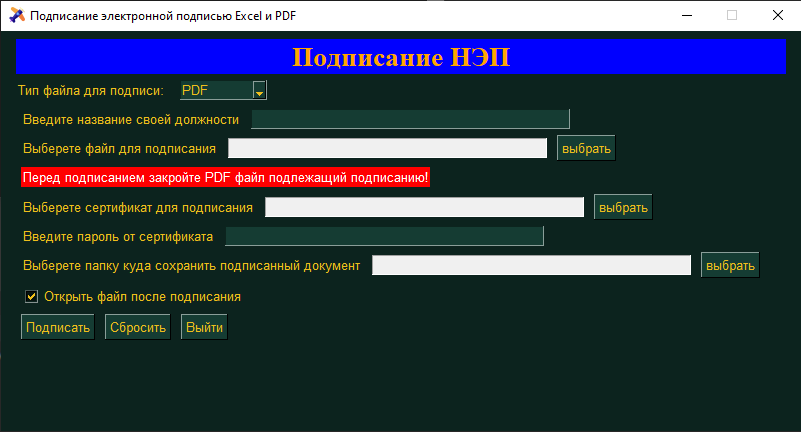 Подписание электронной подписью Excel и PDF
Подписание НЭП
Тип файла для подписи: PDF
Введите название своей должности
Выберете файл для подписания выбрать
Перед подписанием закройте PDF файл подлежащий подписанию!
Выберете сертификат для подписания выбрать
Введите пароль от сертификата
Выберете папку куда сохранить подписанный документ выбрать
Открыть файл после подписания
Подписать Сбросить Выйти